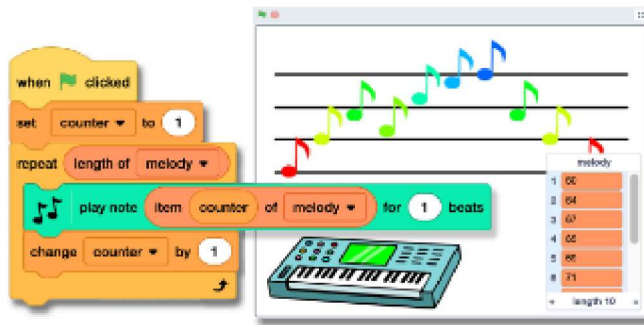 when clicked
set counter to 1
repeat length of melody
play note item counter of melody for 1 beats
change counter by 1
melody
1 60
2 64
3 67
4 65
5
6 71
length 10